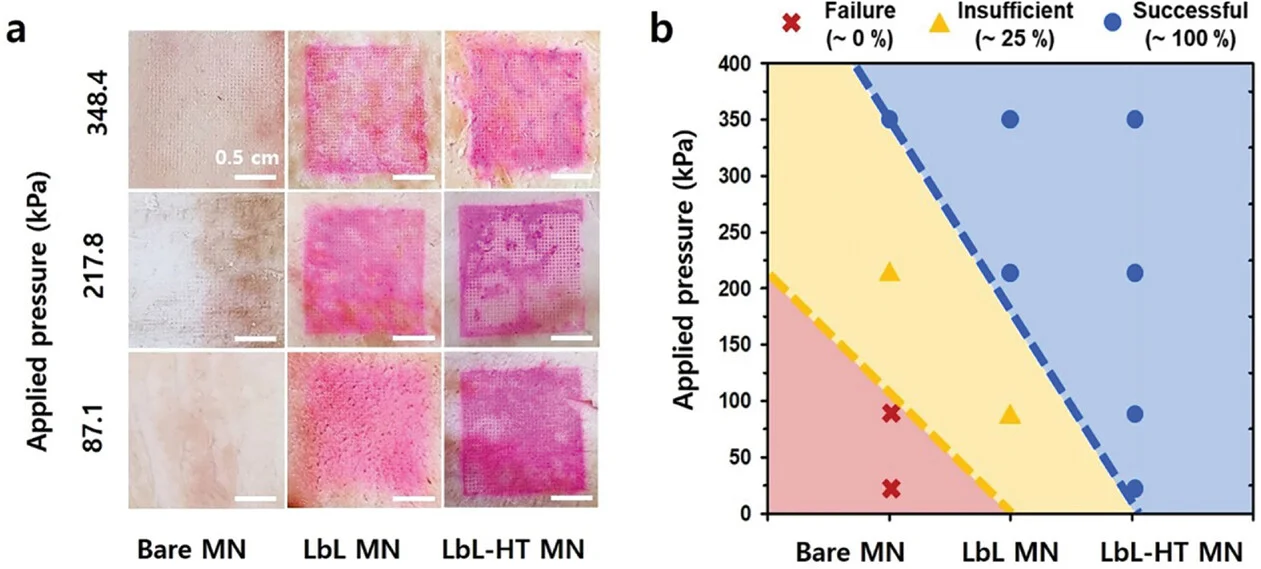 a
Applied pressure (kPa)
348.4
217.8
87.1
0.5 cm
Bare MN
LbL MN
LbL-HT MN
b
Failure
(~ 0 %)
Insufficient
(~ 25 %)
Successful
(~ 100 %)
Applied pressure (kPa)
400
350
300
250
200
150
100
50
0
Bare MN
LbL MN
LbL-HT MN